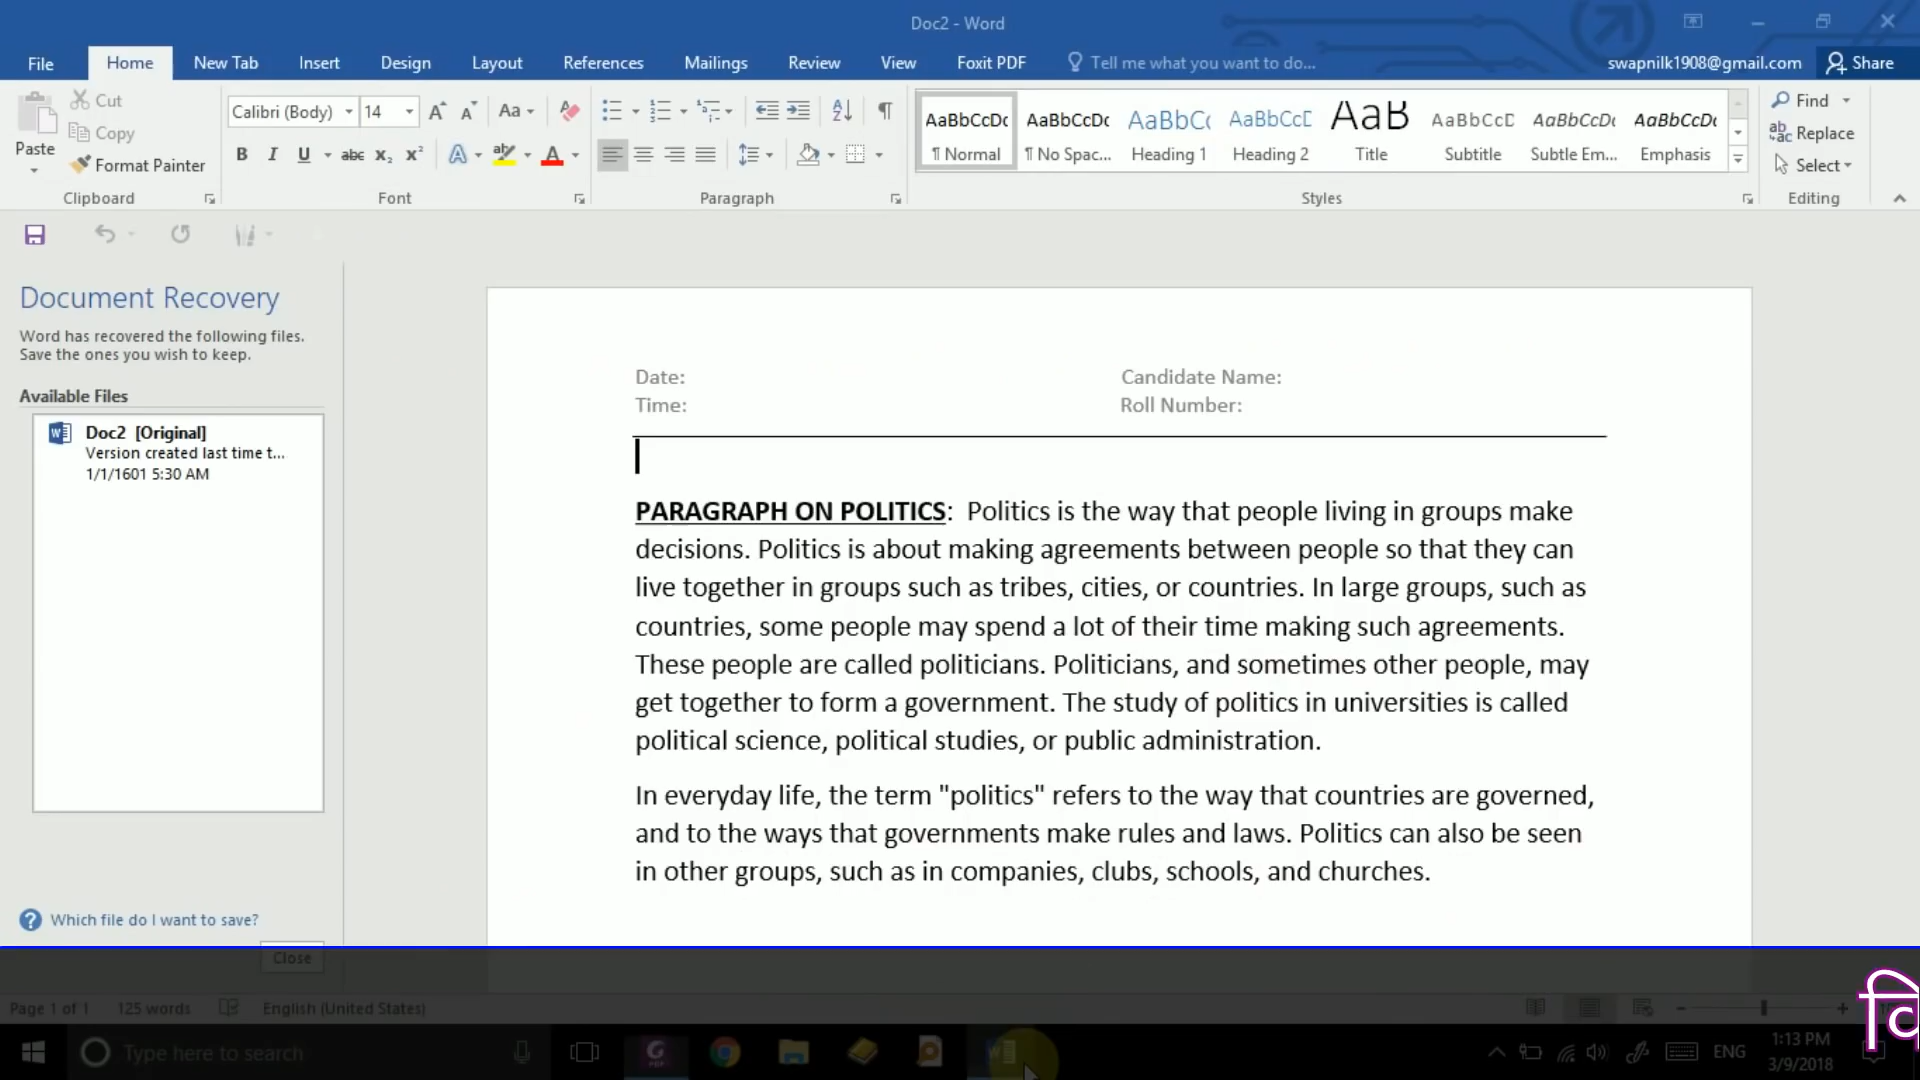 Doc2 - Word
File Home New Tab Insert Design Layout References Mailings Review View Foxit PDF Tell me what you want to do... swapnilk1908@gmail.com Share
Paste Cut Copy Format Painter
Clipboard
Calibri (Body) 14 Aa
B I U abc X₂ X² A A
Font
Paragraph
AaBbCcDc AaBbCcDc AaBbC( AaBbCcD AaB AaBbCcD AaBbCcDc AaBbCcDc
¶ Normal ¶ No Spac... Heading 1 Heading 2 Title Subtitle Subtle Em... Emphasis
Styles
Find
Replace
Select
Editing
Document Recovery
Word has recovered the following files.
Save the ones you wish to keep.
Available Files
Doc2 [Original]
Version created last time t...
1/1/1601 5:30 AM
Which file do I want to save?
Close
Date: Candidate Name:
Time: Roll Number:
PARAGRAPH ON POLITICS: Politics is the way that people living in groups make
decisions. Politics is about making agreements between people so that they can
live together in groups such as tribes, cities, or countries. In large groups, such as
countries, some people may spend a lot of their time making such agreements.
These people are called politicians. Politicians, and sometimes other people, may
get together to form a government. The study of politics in universities is called
political science, political studies, or public administration.
In everyday life, the term "politics" refers to the way that countries are governed,
and to the ways that governments make rules and laws. Politics can also be seen
in other groups, such as in companies, clubs, schools, and churches.
Page 1 of 1 125 words English (United States)
Type here to search
ENG
1:13 PM
3/9/2018